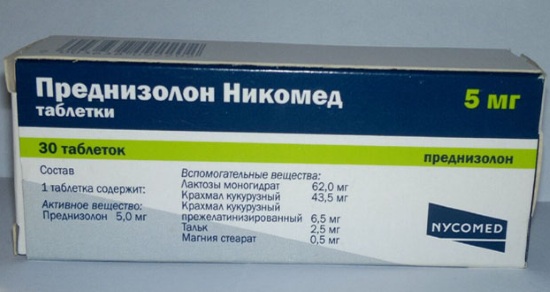 Преднизолон Никомед
таблетки
5 мг
30 таблеток
преднизолон
Состав
1 таблетка содержит:
Активное вещество:
Преднизолон 5,0 мг
Вспомогательные вещества:
Лактозы моногидрат 62,0 мг
Крахмал кукурузный 43,5 мг
Крахмал кукурузный
прежелатинизированный 6,5 мг
Тальк 2,5 мг
Магния стеарат 0,5 мг
NYCOMED